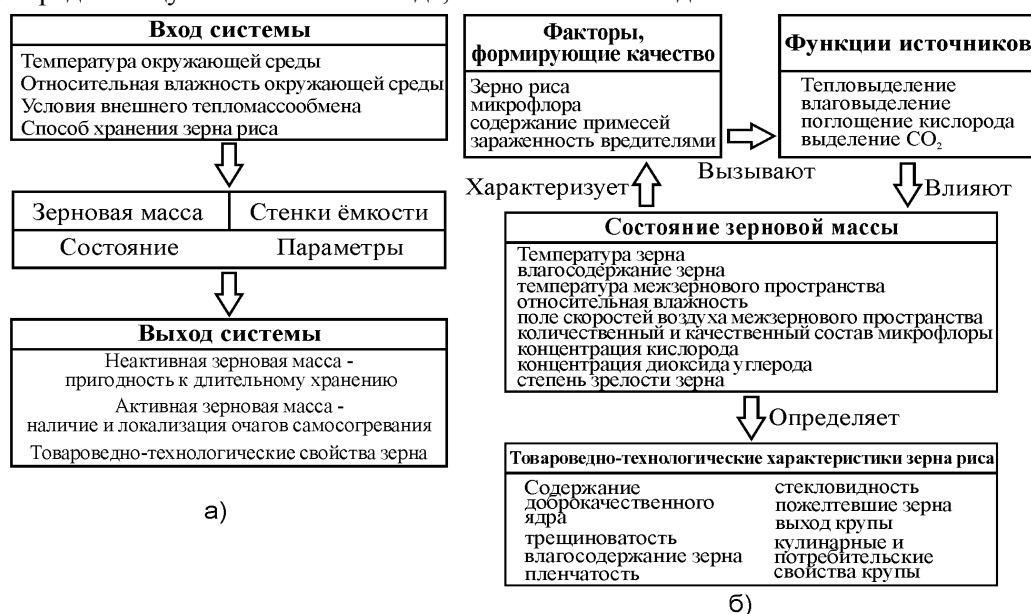 Вход системы
Температура окружающей среды
Относительная влажность окружающей среды
Условия внешнего тепломассообмена
Способ хранения зерна риса
Зерновая масса
Стенки ёмкости
Состояние
Параметры
Выход системы
Неактивная зерновая масса -
пригодность к длительному хранению
Активная зерновая масса -
наличие и локализация очагов самосогревания
Товароведно-технологические свойства зерна
а)
Факторы,
формирующие качество
Зерно риса
микрофлора
содержание примесей
зараженность вредителями
Вызывают
Функции источников
Тепловыделение
влаговыделение
поглощение кислорода
выделение CO₂
Характеризует
Влияют
Состояние зерновой массы
Температура зерна
влагосодержание зерна
температура межзернового пространства
относительная влажность
поле скоростей воздуха межзернового пространства
количественный и качественный состав микрофлоры
концентрация кислорода
концентрация диоксида углерода
степень зрелости зерна
Определяет
Товароведно-технологические характеристики зерна риса
Содержание
доброкачественного
ядра
трещиноватость
влагосодержание зерна
пленчатость
стекловидность
пожелтевшие зерна
выход крупы
кулинарные и
потребительские
свойства крупы
б)